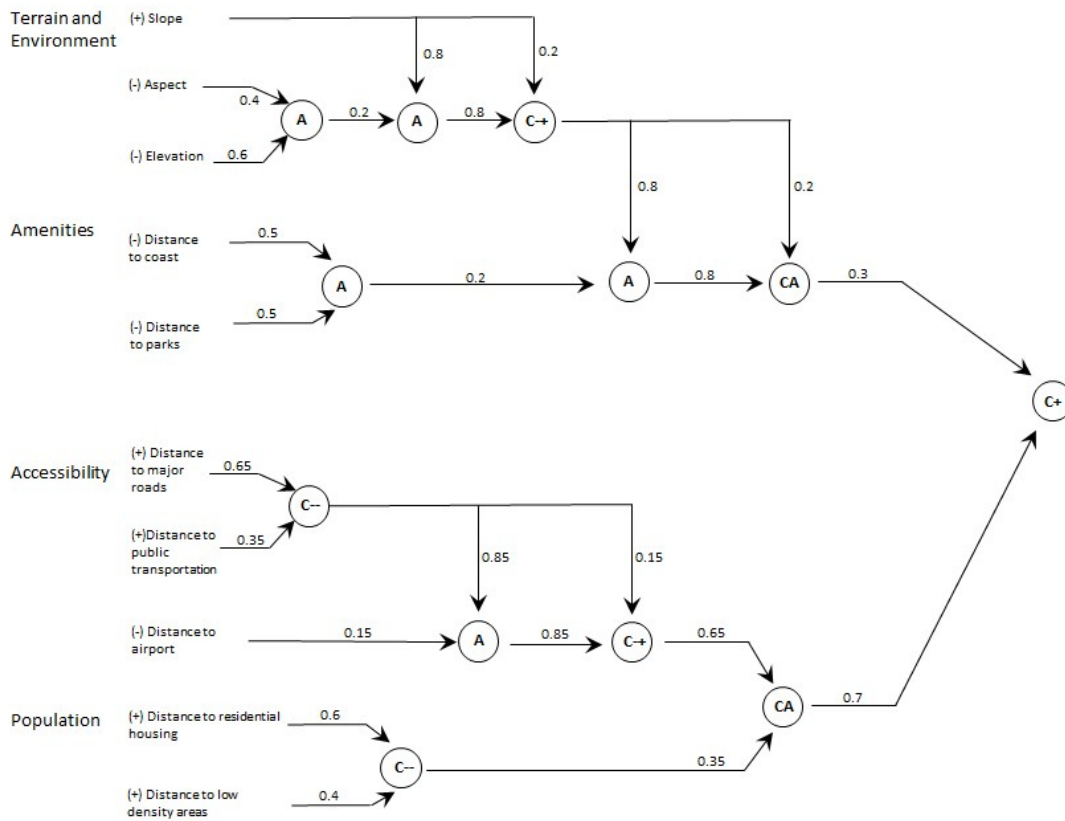 Terrain and
Environment
(+) Slope
0.8
0.2
(-) Aspect
0.4
A
0.2
A
0.8
C-+
(-) Elevation
0.6
0.8
0.2
Amenities
(-) Distance
to coast
0.5
A
0.2
A
0.8
CA
0.3
(-) Distance
to parks
0.5
C+
Accessibility
(+) Distance
to major
roads
0.65
C--
(+)Distance to
public
transportation
0.35
0.85
0.15
(-) Distance to
airport
0.15
A
0.85
C-+
0.65
CA
0.7
Population
(+) Distance to residential
housing
0.6
C--
0.35
(+) Distance to low
density areas
0.4